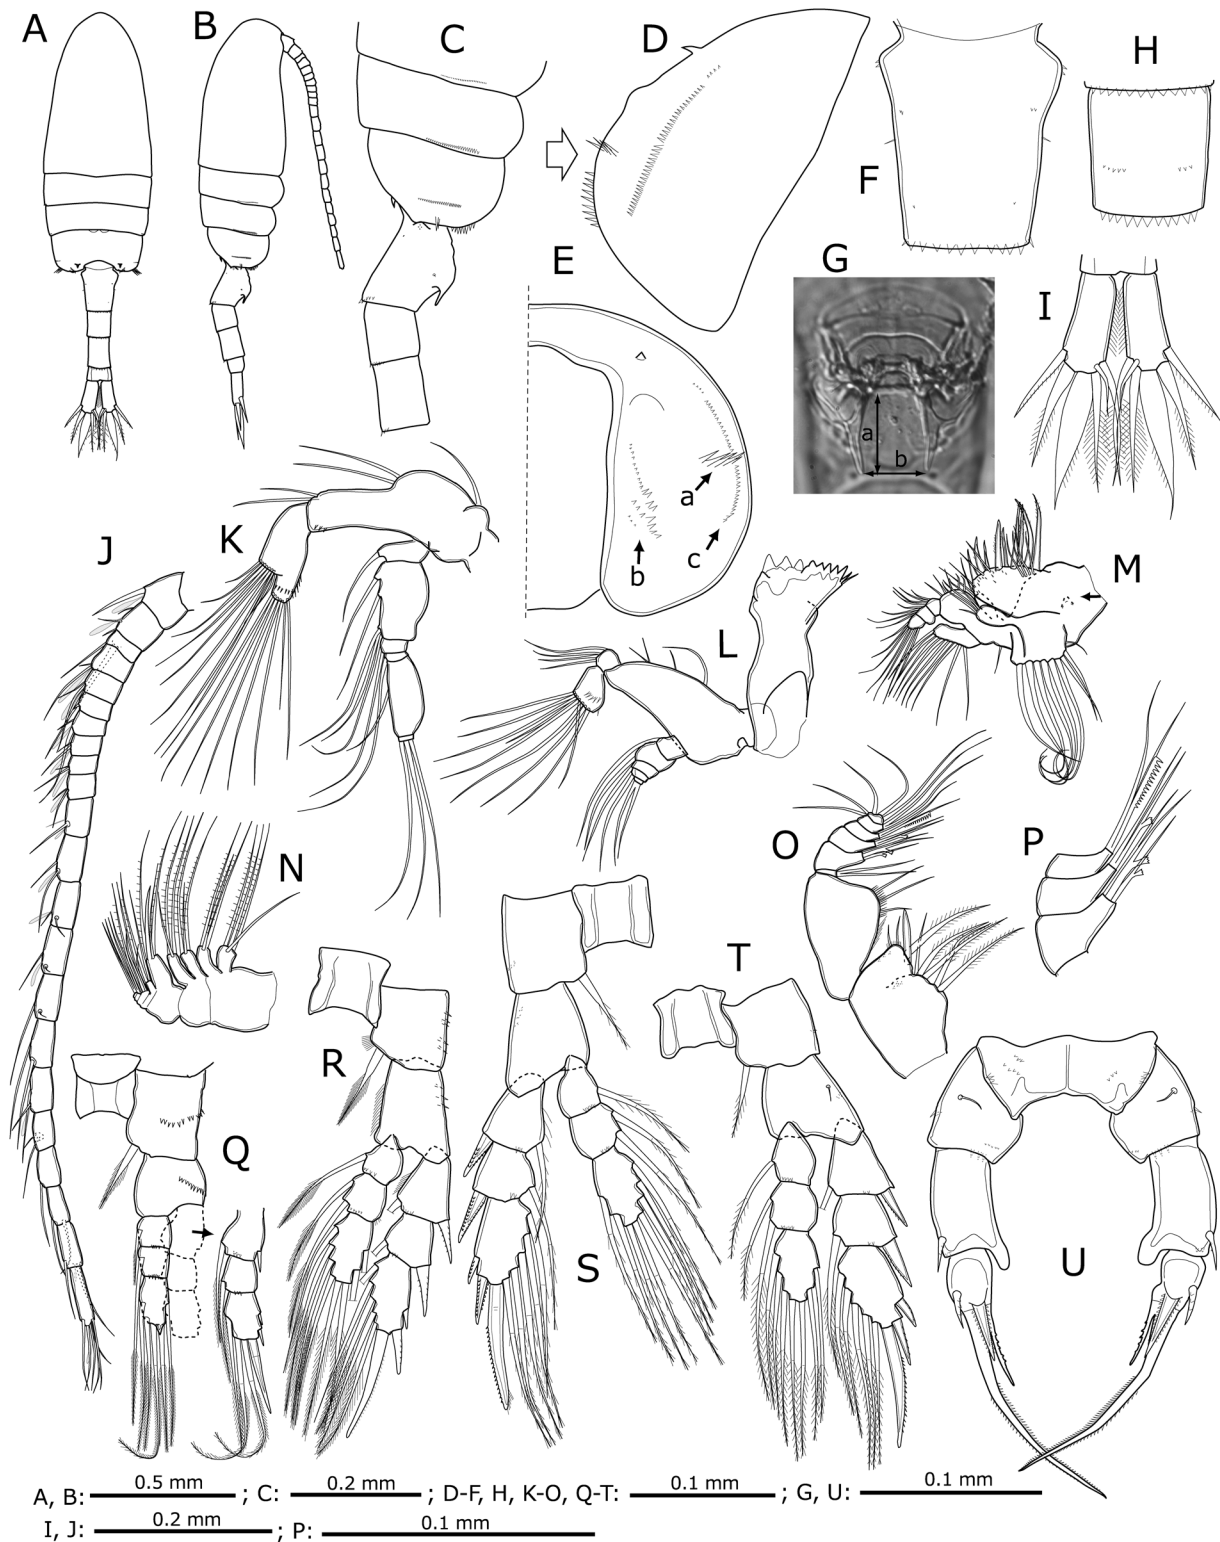 A
B
C
D
E
F
G
H
I
a
b
a
b
c
J
K
L
M
N
O
P
Q
R
S
T
U
A, B: 0.5 mm ; C: 0.2 mm ; D-F, H, K-O, Q-T: 0.1 mm ; G, U: 0.1 mm
I, J: 0.2 mm ; P: 0.1 mm